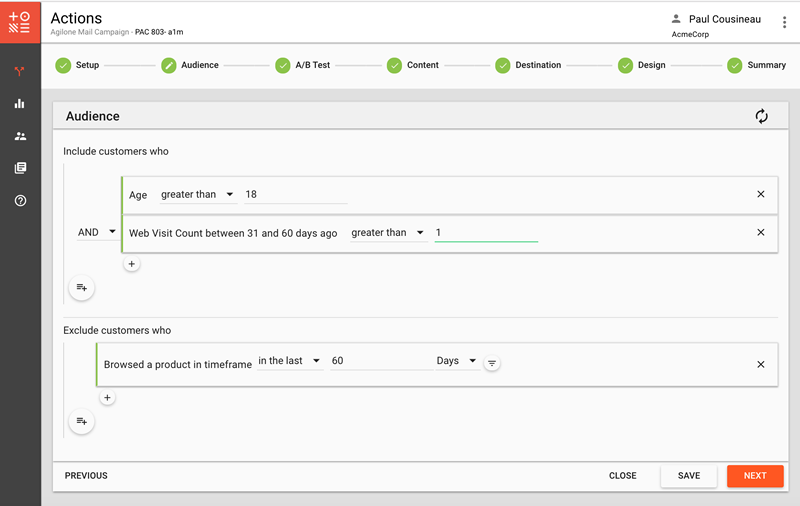 Actions
Agilone Mail Campaign - PAC 803- a1m
Paul Cousineau
AcmeCorp
Setup
Audience
A/B Test
Content
Destination
Design
Summary
Audience
Include customers who
Age greater than 18
AND
Web Visit Count between 31 and 60 days ago greater than 1
Exclude customers who
Browsed a product in timeframe in the last 60 Days
PREVIOUS
CLOSE
SAVE
NEXT